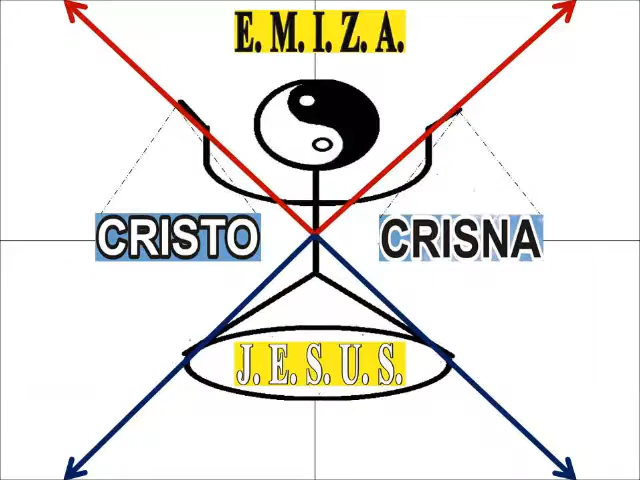 E. M. I. Z. A.
CRISTO
CRISNA
J. E. S. U. S.